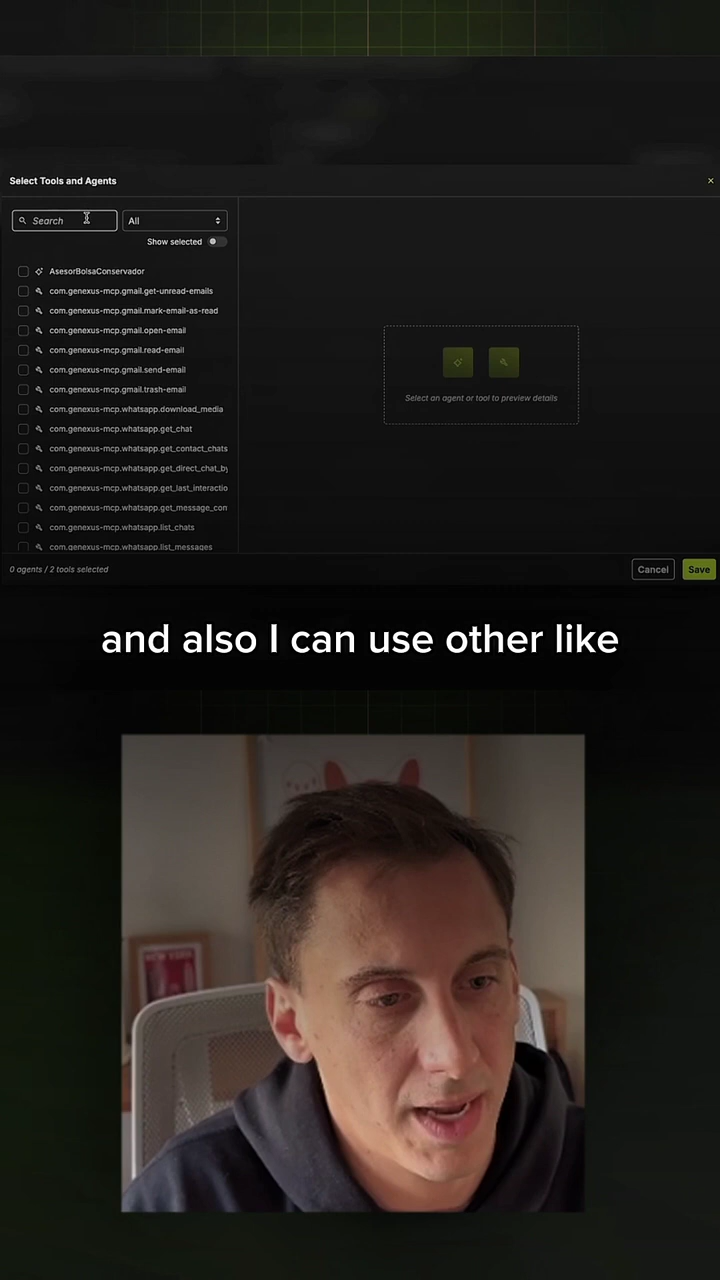 Select Tools and Agents
Search
All
Show selected
AsesorBolsaConservador
com.genexus-mcp.gmail.get-unread-emails
com.genexus-mcp.gmail.mark-email-as-read
com.genexus-mcp.gmail.open-email
com.genexus-mcp.gmail.read-email
com.genexus-mcp.gmail.send-email
com.genexus-mcp.gmail.trash-email
com.genexus-mcp.whatsapp.download_media
com.genexus-mcp.whatsapp.get_chat
com.genexus-mcp.whatsapp.get_contact_chats
com.genexus-mcp.whatsapp.get_direct_chat_by
com.genexus-mcp.whatsapp.get_last_interactio
com.genexus-mcp.whatsapp.get_message_con
com.genexus-mcp.whatsapp.list_chats
com.genexus-mcp.whatsapp.list_messages
Select an agent or tool to preview details
0 agents / 2 tools selected
Cancel
Save
and also I can use other like